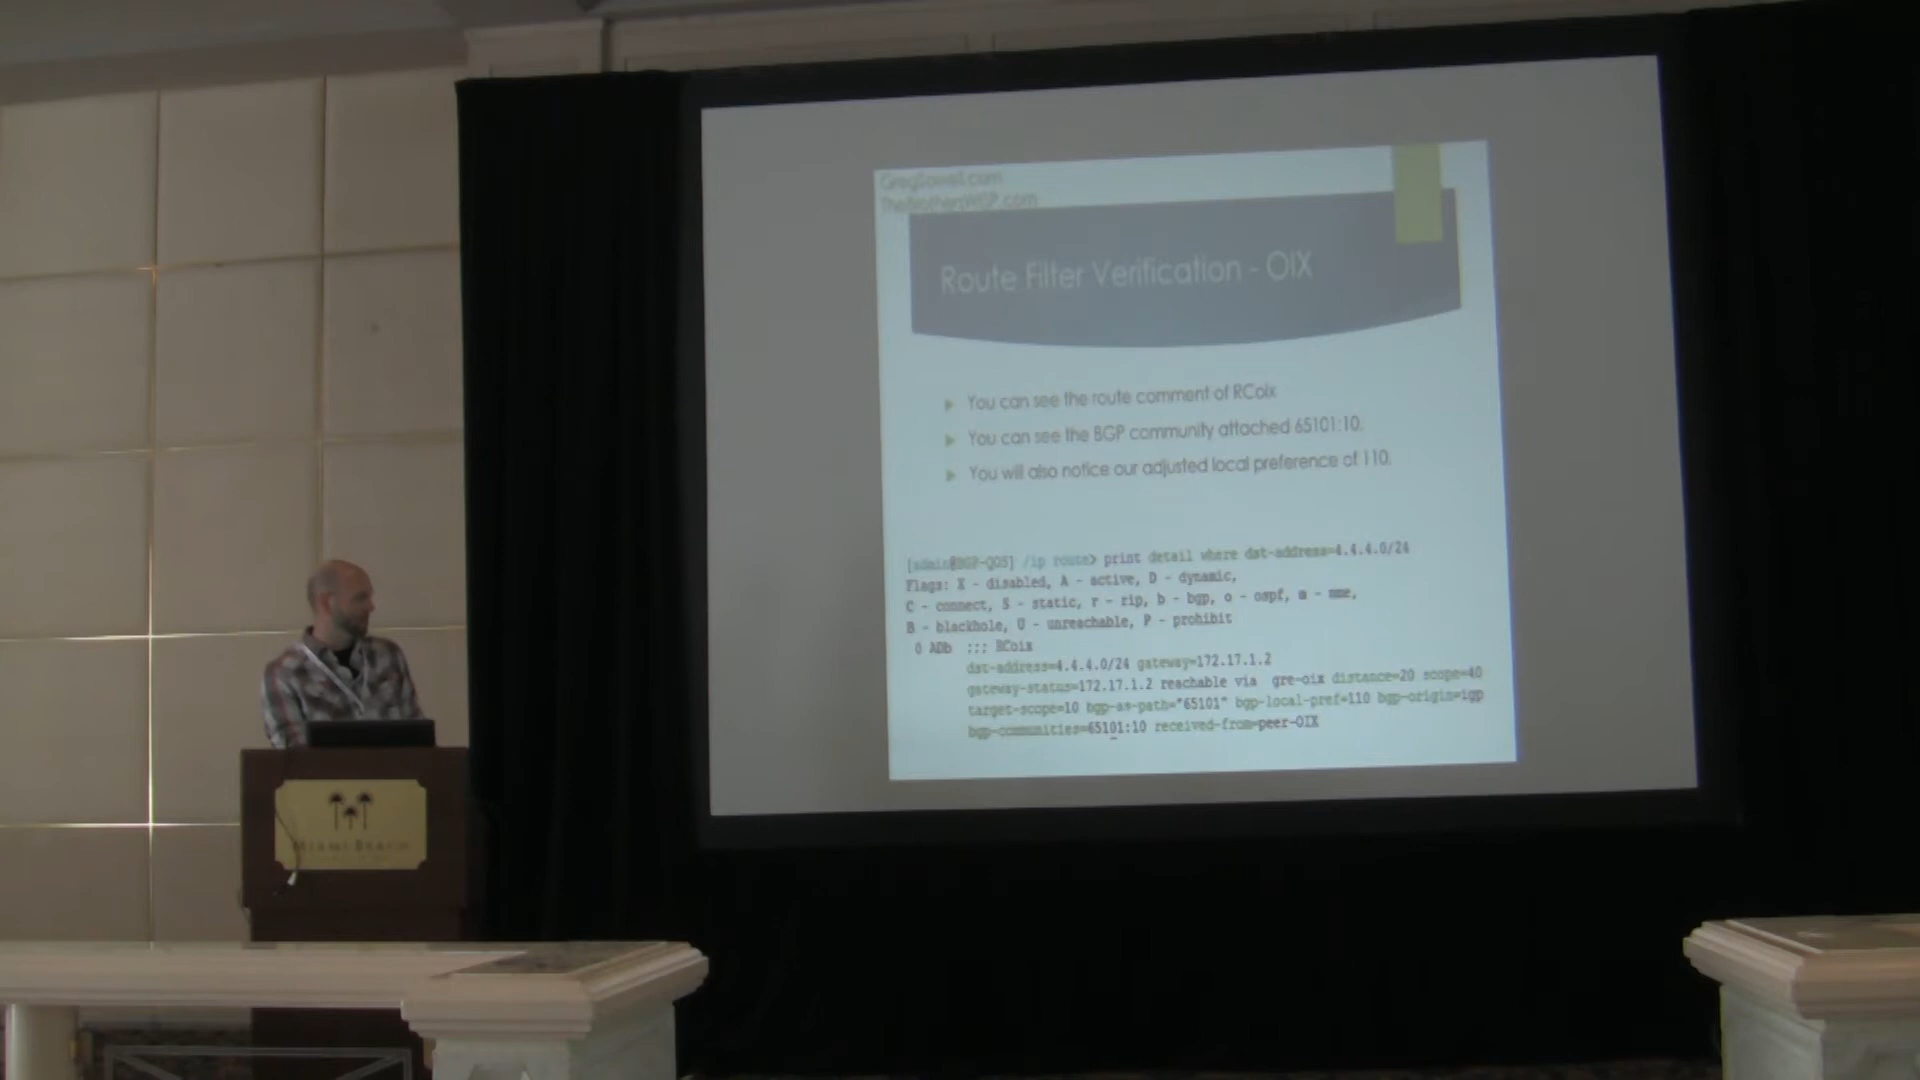 GregSowell.com
TheBrothersWISP.com
Route Filter Verification - OIX
You can see the route comment of RCoix
You can see the BGP community attached 65101:10.
You will also notice our adjusted local preference of 110.
[admin@BGP-QOS] /ip route> print detail where dst-address=4.4.4.0/24
Flags: X - disabled, A - active, D - dynamic,
C - connect, S - static, r - rip, b - bgp, o - ospf, m - mme,
B - blackhole, U - unreachable, P - prohibit
0 ADb ;;; RCoix
dst-address=4.4.4.0/24 gateway=172.17.1.2
gateway-status=172.17.1.2 reachable via gre-oix distance=20 scope=40
target-scope=10 bgp-as-path="65101" bgp-local-pref=110 bgp-origin=igp
bgp-communities=65101:10 received-from=peer-OIX
MIAMI BEACH